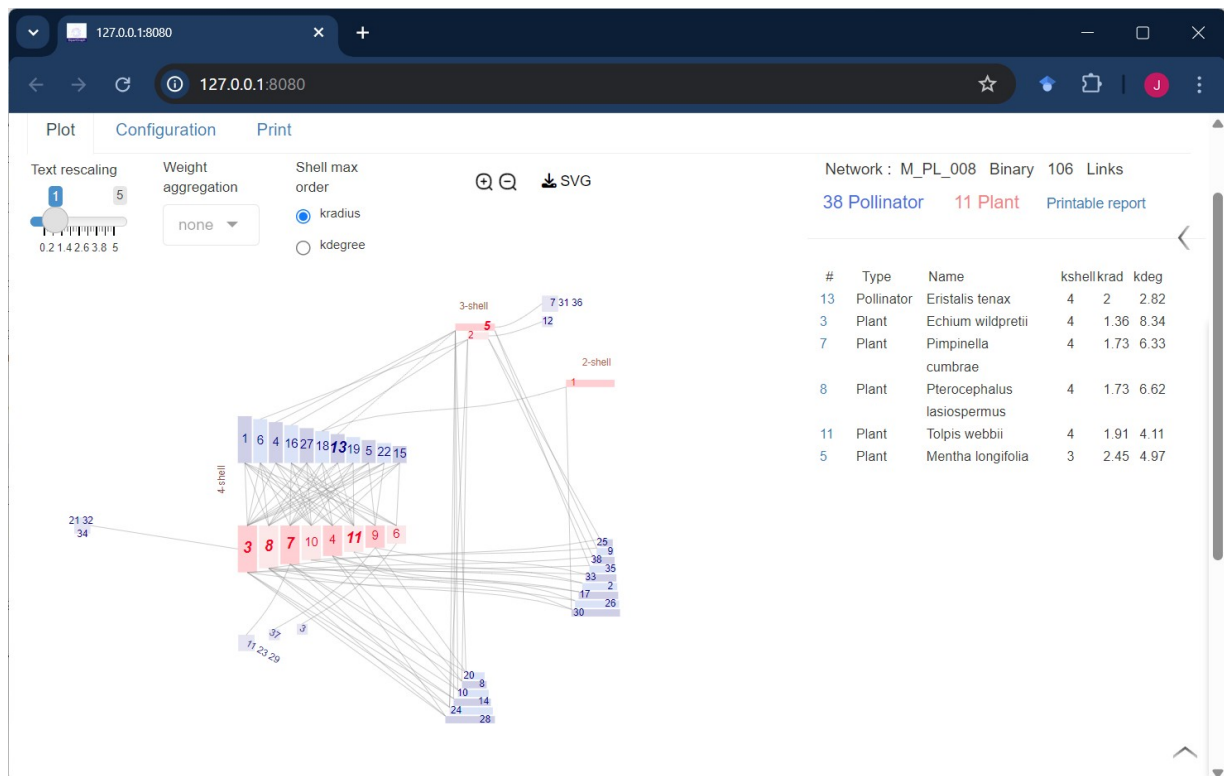 127.0.0.1:8080
127.0.0.1:8080
J
Plot Configuration Print
Text rescaling
1 5
0.2 1.4 2.6 3.8 5
Weight
aggregation
none
Shell max
order
kradius
kdegree
SVG
Network : M_PL_008 Binary 106 Links
38 Pollinator 11 Plant Printable report
# Type Name kshell krad kdeg
13 Pollinator Eristalis tenax 4 2 2.82
3 Plant Echium wildpretii 4 1.36 8.34
7 Plant Pimpinella 4 1.73 6.33
cumbrae
8 Plant Pterocephalus 4 1.73 6.62
lasiospermus
11 Plant Tolpis webbii 4 1.91 4.11
5 Plant Mentha longifolia 3 2.45 4.97
3-shell
5
2
7 31 36
12
2-shell
1
1 6 4 16 27 18 13 19 5 22 15
4-shell
3 8 7 10 4 11 9 6
21 32
34
11 23 29
37
3
25
9
38
35
33
2
17
26
30
20
8
10
14
24
28